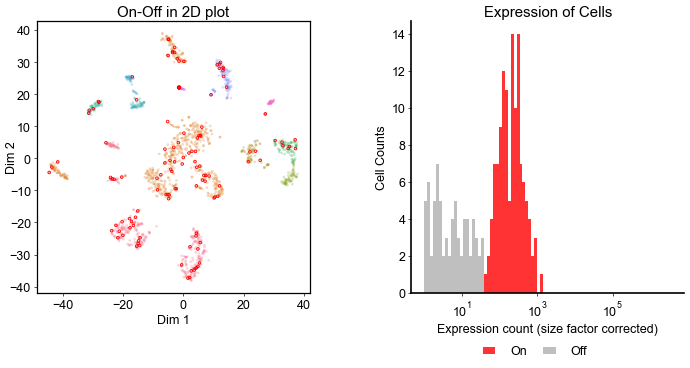 On-Off in 2D plot
40
30
20
10
0
−10
−20
−30
−40
Dim 2
−40 −20 0 20 40
Dim 1
Expression of Cells
14
12
10
8
6
4
2
0
Cell Counts
10¹ 10³ 10⁵
Expression count (size factor corrected)
On Off